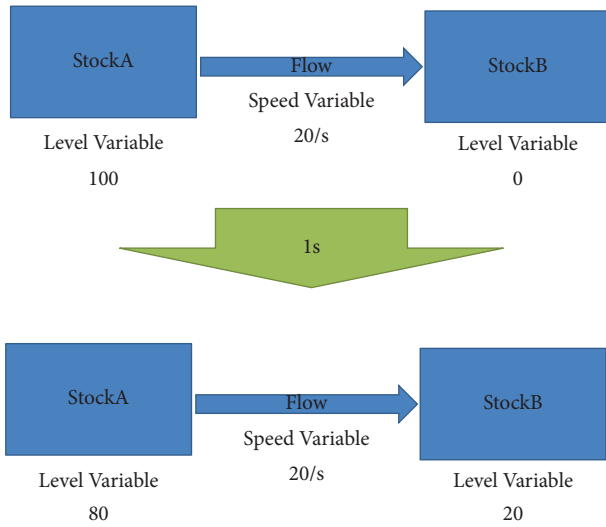 StockA
Flow
StockB
Speed Variable
20/s
Level Variable
100
Level Variable
0
1s
StockA
Flow
StockB
Speed Variable
20/s
Level Variable
80
Level Variable
20